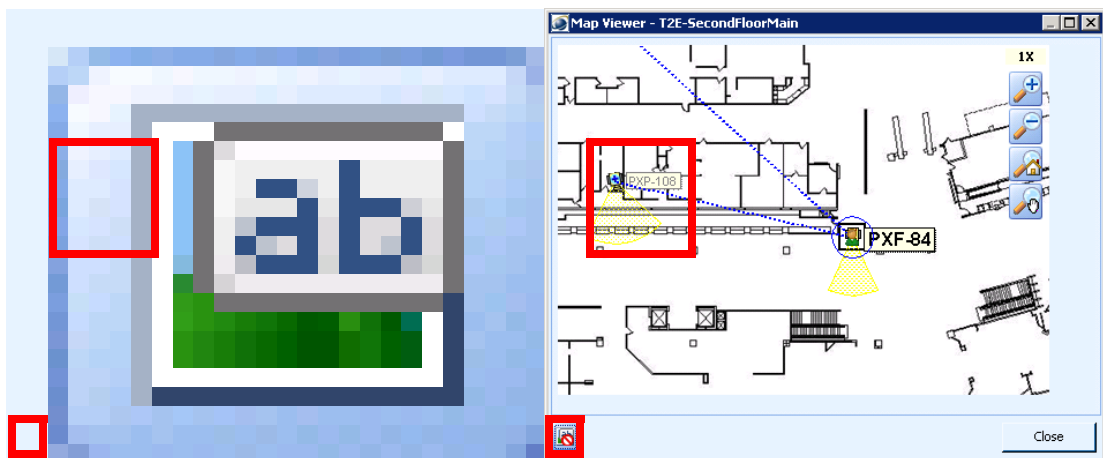 ab
Map Viewer - T2E-SecondFloorMain
1X
PXP-108
PXF-84
Close